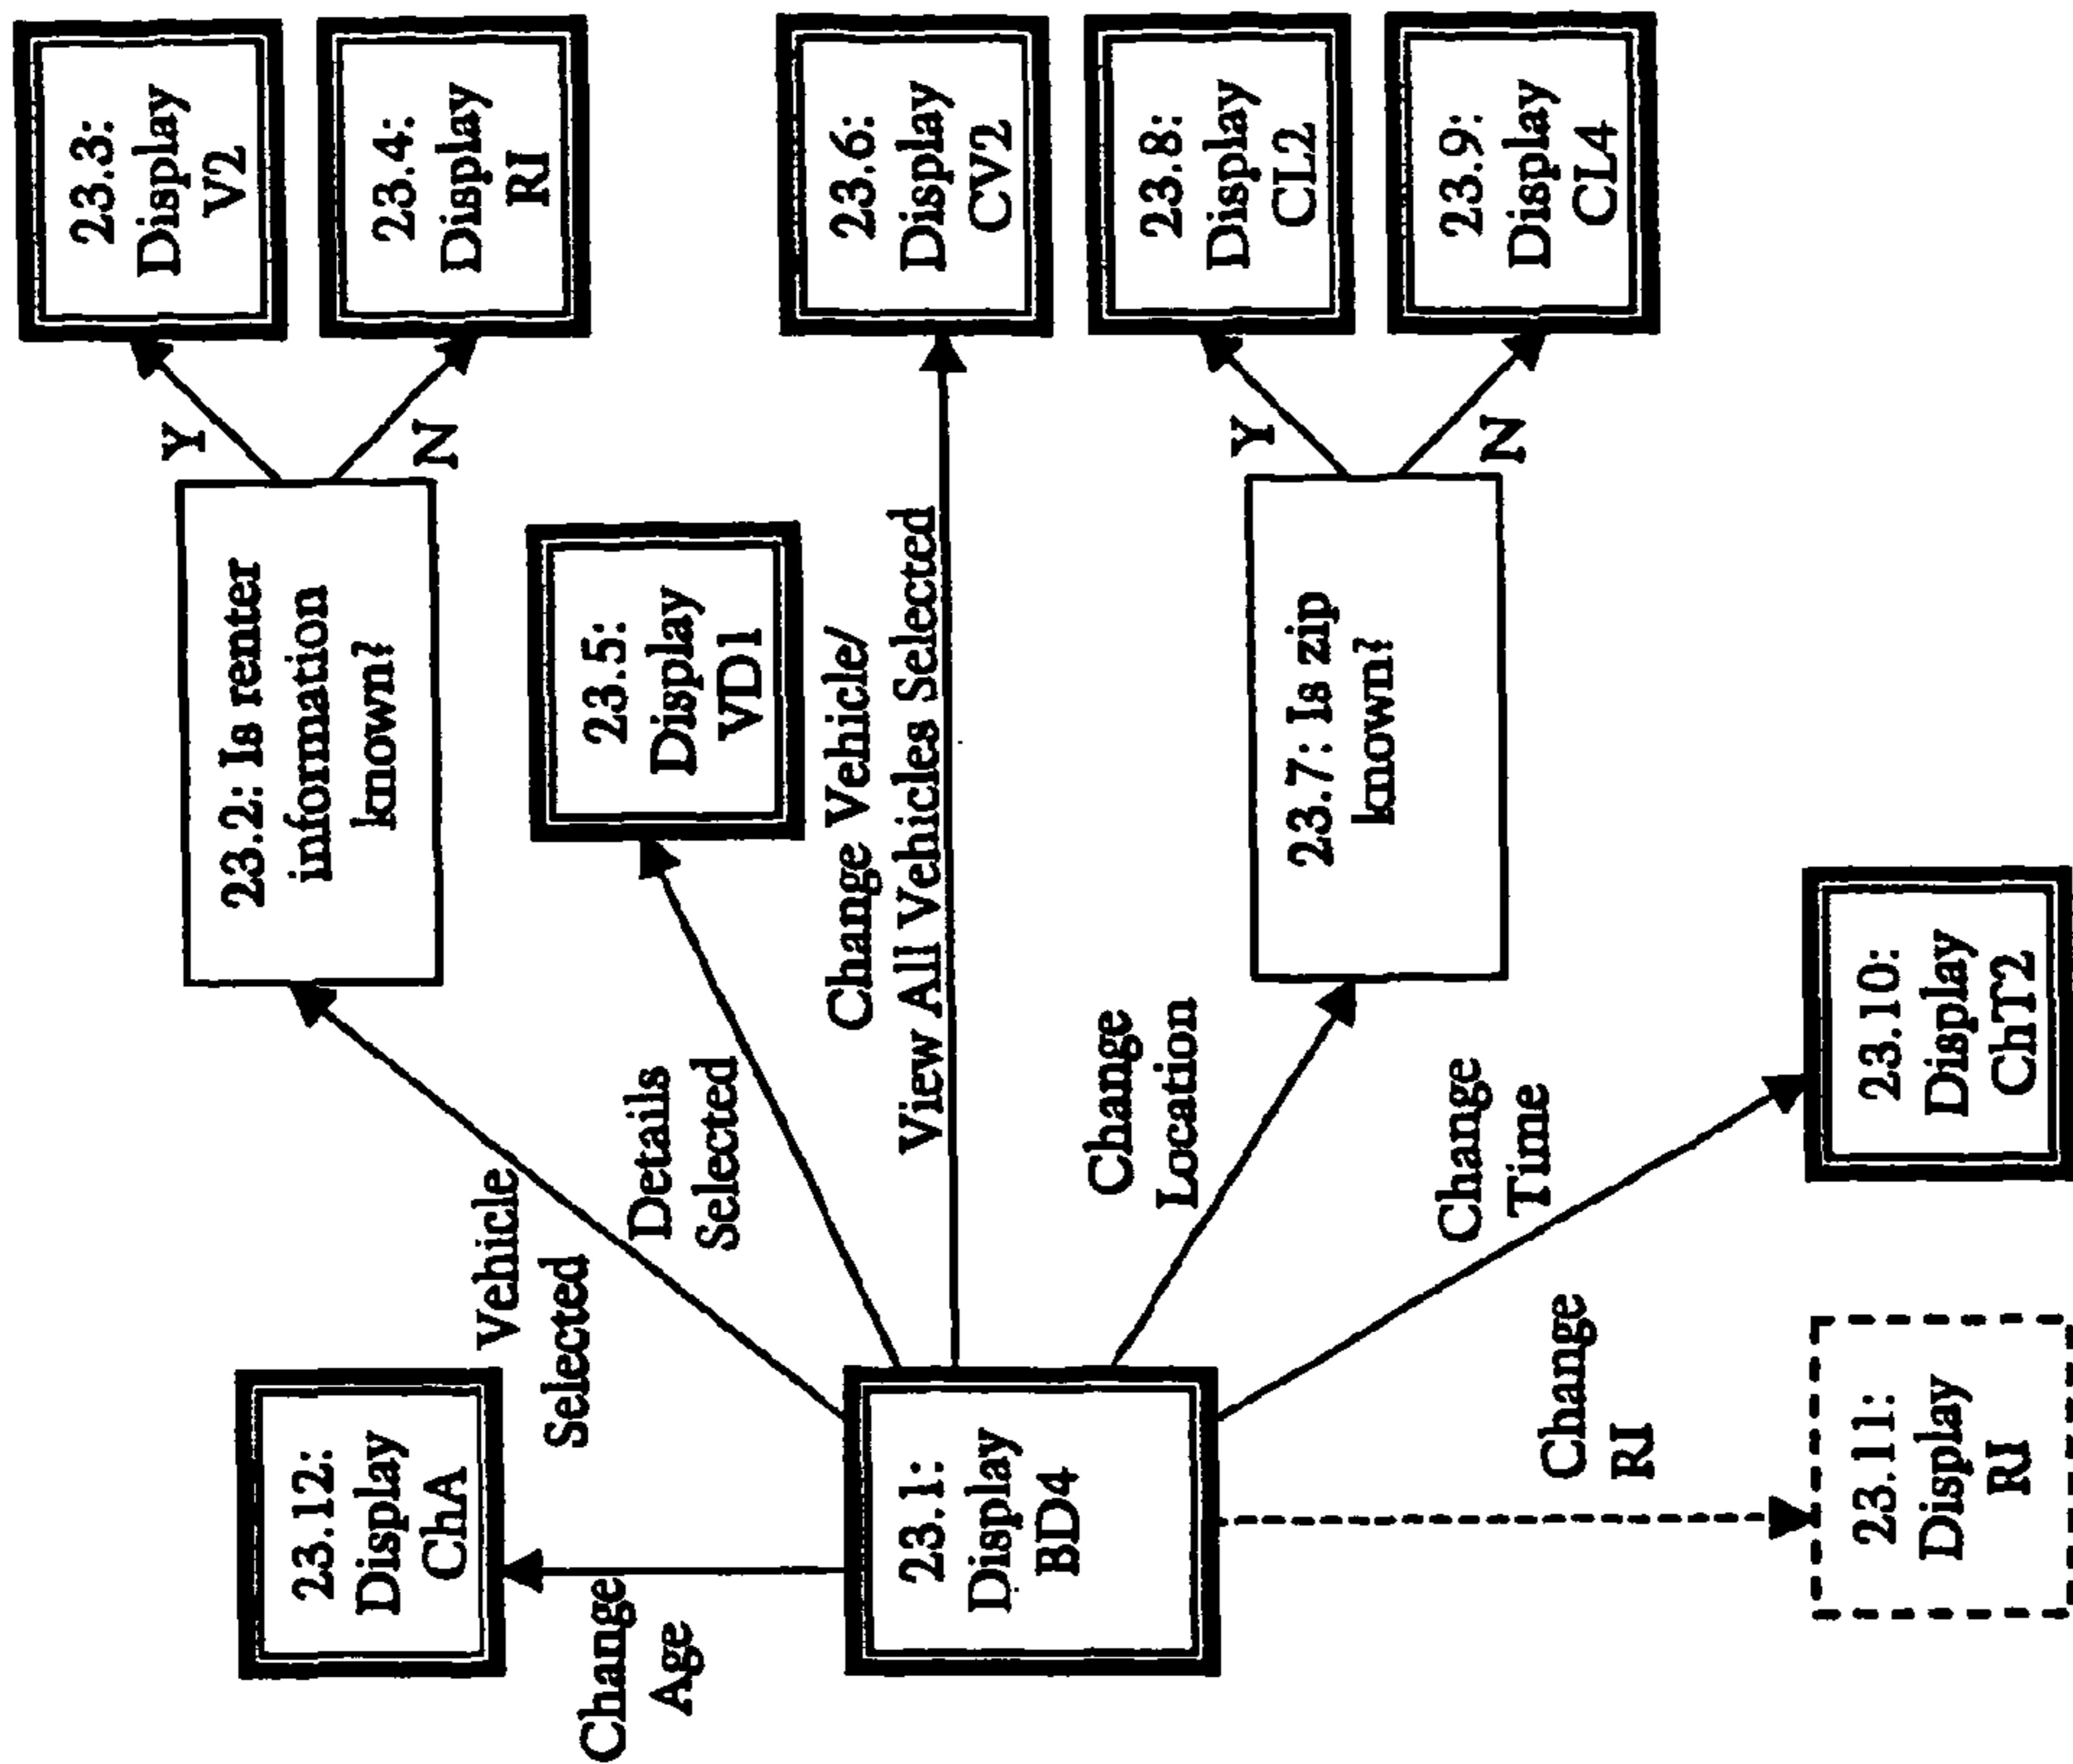 23.3:
Display
V2
23.4:
Display
RI
23.6:
Display
CV2
23.8:
Display
CL2
23.9:
Display
CL4
Y
N
Y
N
23.2: Is renter
information
known?
23.5:
Display
VD1
Change Vehicle/
View All Vehicles Selected
23.7: Is zip
known?
23.10:
Display
ChT2
Vehicle
Selected
Details
Selected
Change
Location
Change
Time
23.12:
Display
ChA
Change
Age
23.1:
Display
BD4
Change
RI
23.11:
Display
RI